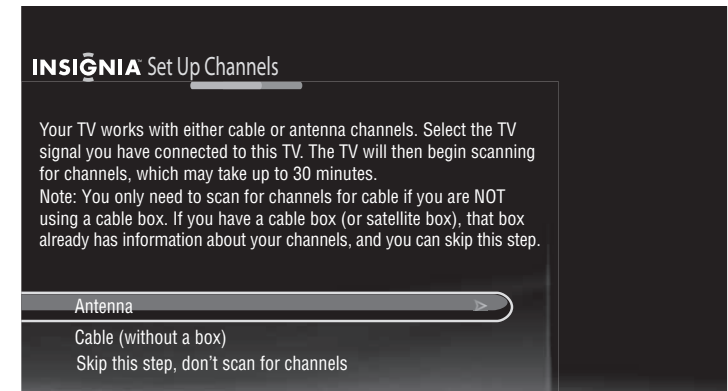 INSIGNIA™ Set Up Channels
Your TV works with either cable or antenna channels. Select the TV
signal you have connected to this TV. The TV will then begin scanning
for channels, which may take up to 30 minutes.
Note: You only need to scan for channels for cable if you are NOT
using a cable box. If you have a cable box (or satellite box), that box
already has information about your channels, and you can skip this step.
Antenna
Cable (without a box)
Skip this step, don't scan for channels